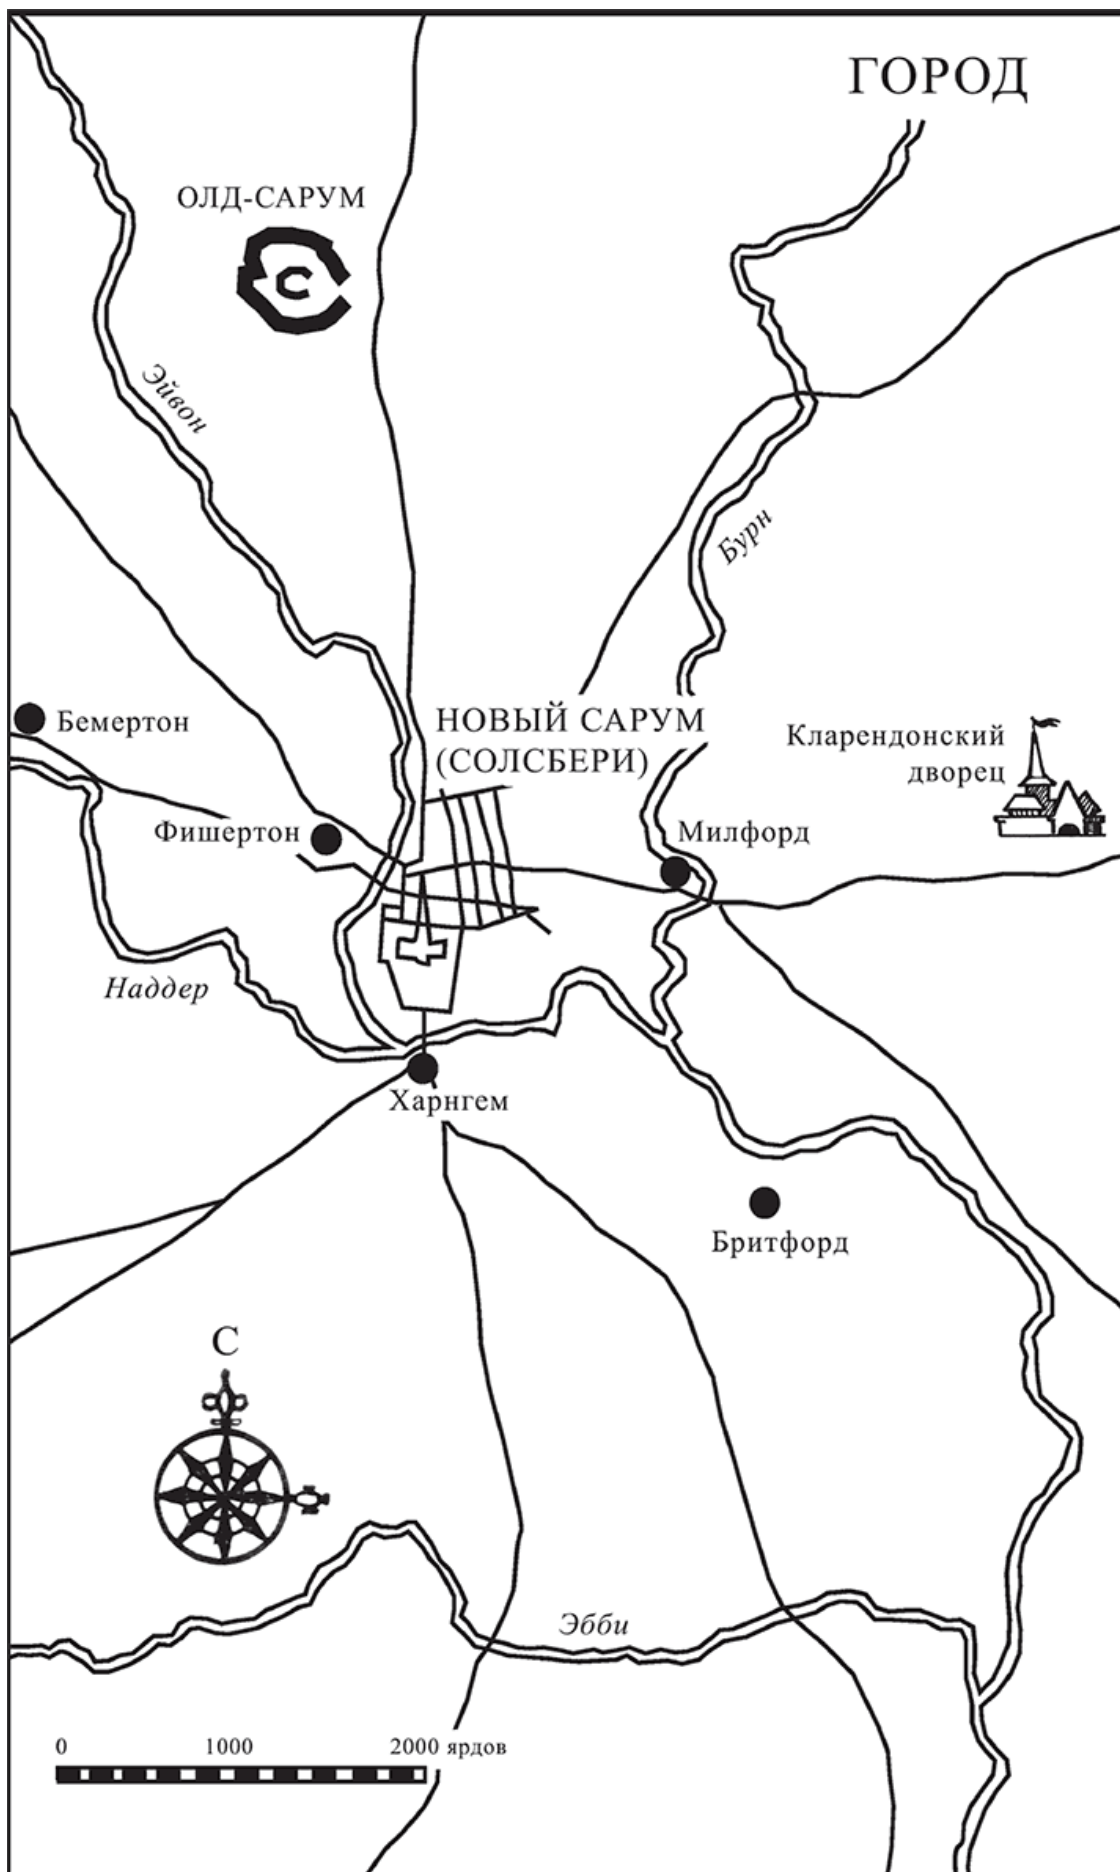 ГОРОД
ОЛД-САРУМ
Эйвон
Бурн
Бемертон
НОВЫЙ САРУМ
(СОЛСБЕРИ)
Кларендонский
дворец
Фишертон
Милфорд
Наддер
Харнгем
Бритфорд
С
Эбби
0 1000 2000 ярдов